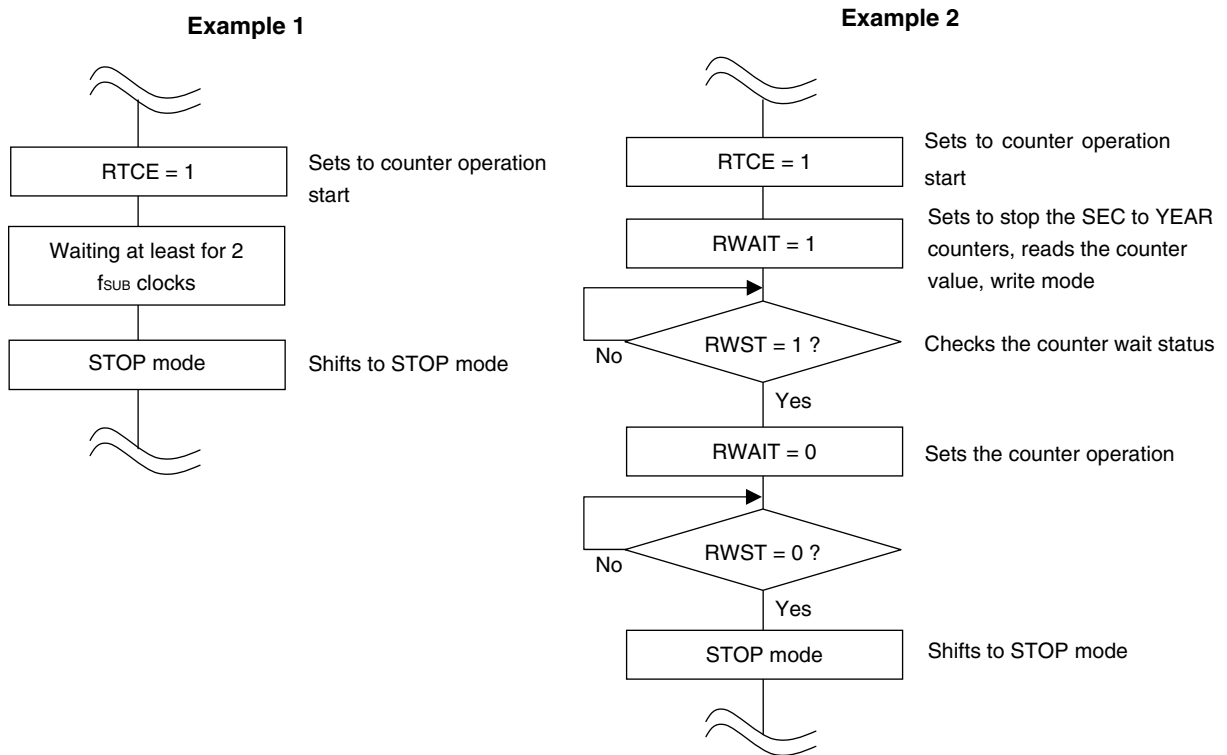 Example 1
RTCE = 1
Sets to counter operation
start
Waiting at least for 2
fSUB clocks
STOP mode
Shifts to STOP mode
Example 2
RTCE = 1
Sets to counter operation
start
RWAIT = 1
Sets to stop the SEC to YEAR
counters, reads the counter
value, write mode
No
RWST = 1 ?
Checks the counter wait status
Yes
RWAIT = 0
Sets the counter operation
No
RWST = 0 ?
Yes
STOP mode
Shifts to STOP mode